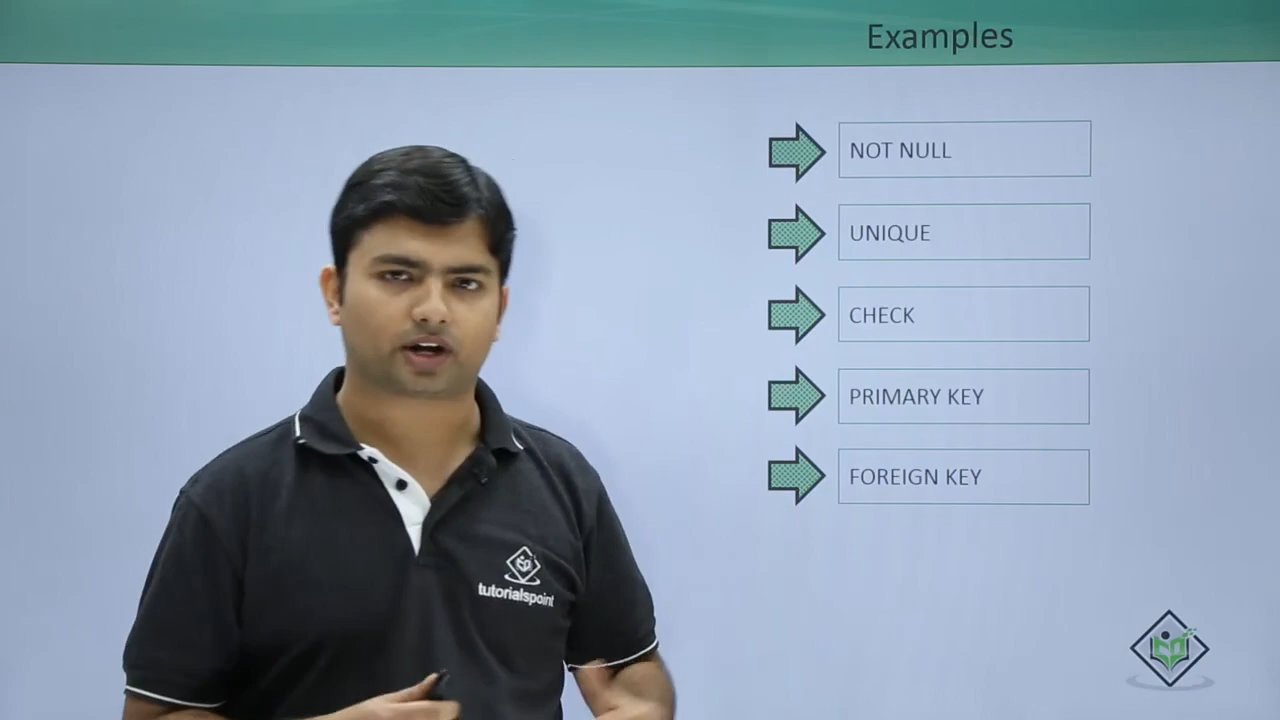 Examples
NOT NULL
UNIQUE
CHECK
PRIMARY KEY
FOREIGN KEY
tutorialspoint